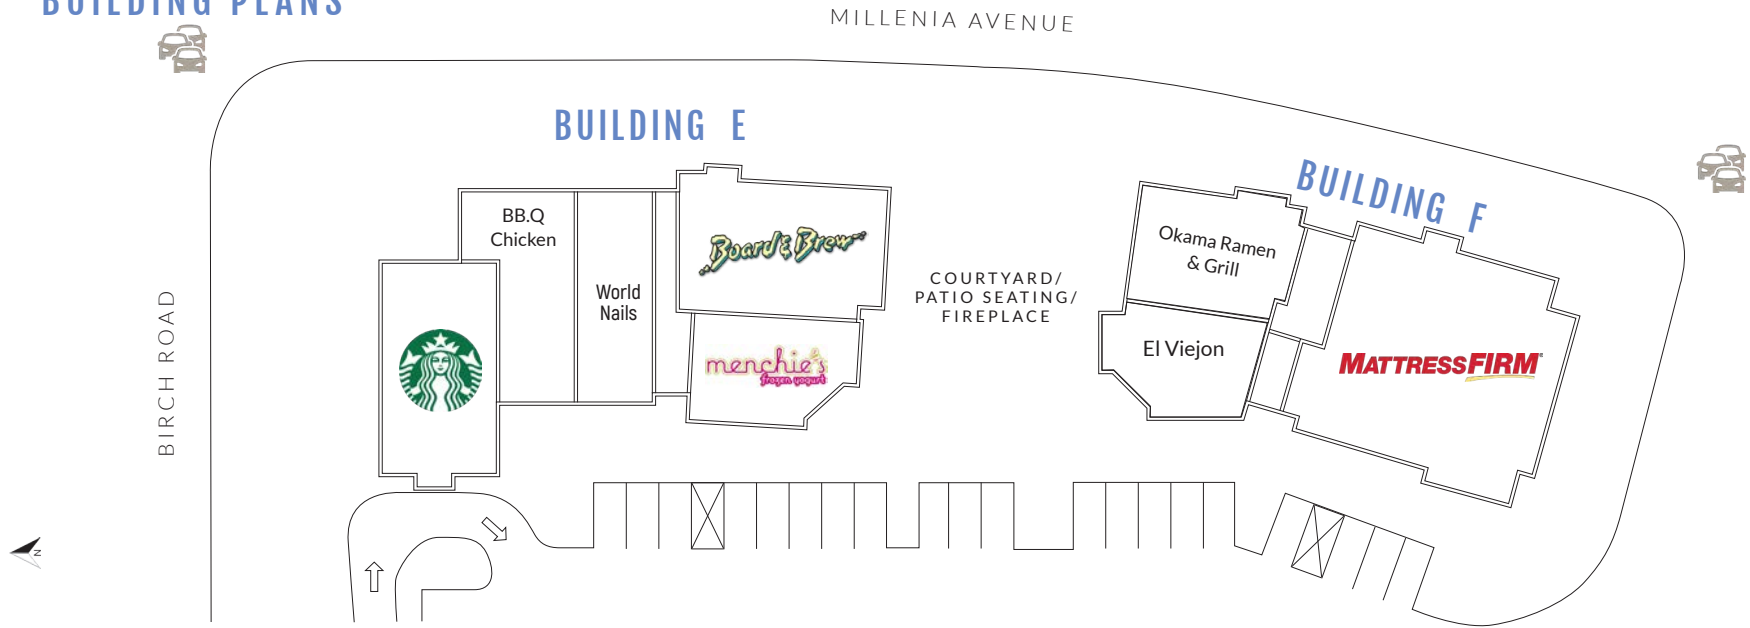 BUILDING PLANS
MILLENIA AVENUE
BUILDING E
BUILDING F
BB.Q
Chicken
World
Nails
Board & Brew
menchie's
frozen yogurt
COURTYARD/
PATIO SEATING/
FIREPLACE
Okama Ramen
& Grill
El Viejon
MATTRESSFIRM
BIRCH ROAD
N